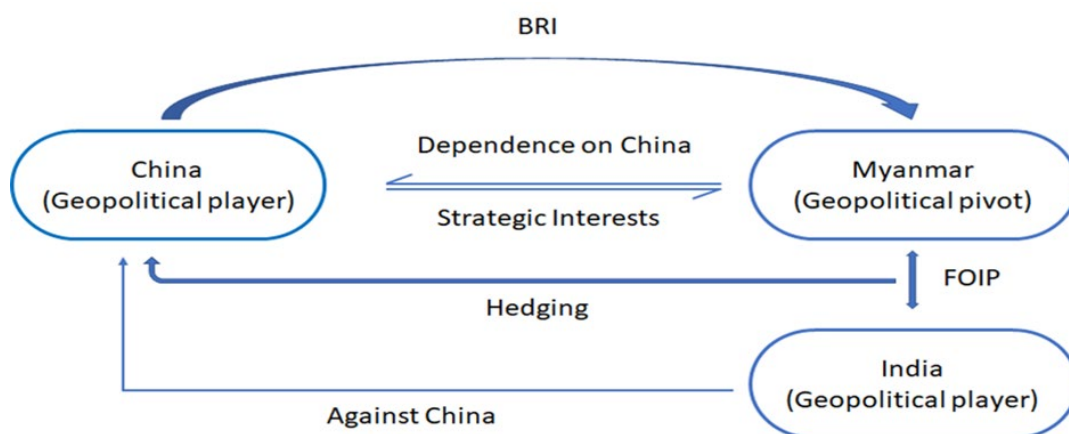 BRI
China
(Geopolitical player)
Dependence on China
Strategic Interests
Myanmar
(Geopolitical pivot)
Hedging
FOIP
India
(Geopolitical player)
Against China